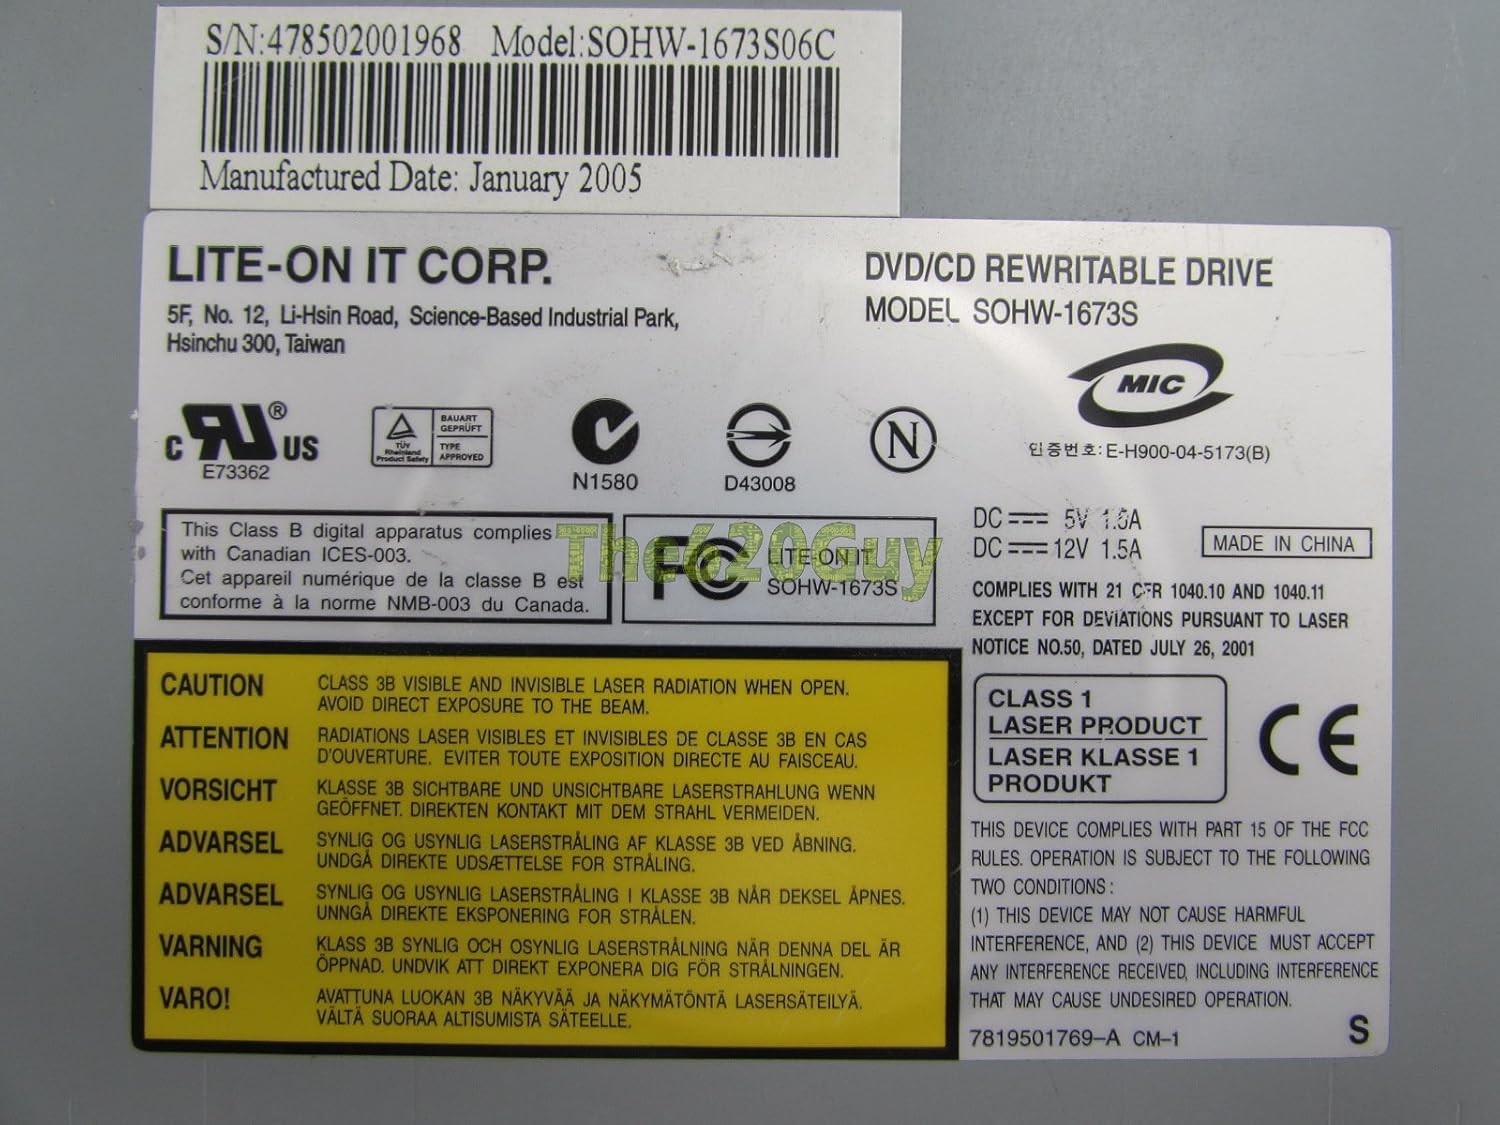 S/N:478502001968 Model:SOHW-1673S06C
Manufactured Date: January 2005
LITE-ON IT CORP.
5F, No. 12, Li-Hsin Road, Science-Based Industrial Park,
Hsinchu 300, Taiwan
DVD/CD REWRITABLE DRIVE
MODEL SOHW-1673S
MIC
인증번호: E-H900-04-5173(B)
C RU ® US
E73362
TÜV
Rheinland
Product Safety
BAUART
GEPRÜFT
TYPE
APPROVED
N1580
D43008
N
This Class B digital apparatus complies
with Canadian ICES-003.
Cet appareil numérique de la classe B est
conforme à la norme NMB-003 du Canada.
FC LITE-ON IT
SOHW-1673S
The620Guy
DC 5V 1.5A
DC 12V 1.5A
MADE IN CHINA
COMPLIES WITH 21 CFR 1040.10 AND 1040.11
EXCEPT FOR DEVIATIONS PURSUANT TO LASER
NOTICE NO.50, DATED JULY 26, 2001
CAUTION CLASS 3B VISIBLE AND INVISIBLE LASER RADIATION WHEN OPEN.
AVOID DIRECT EXPOSURE TO THE BEAM.
ATTENTION RADIATIONS LASER VISIBLES ET INVISIBLES DE CLASSE 3B EN CAS
D'OUVERTURE. EVITER TOUTE EXPOSITION DIRECTE AU FAISCEAU.
VORSICHT KLASSE 3B SICHTBARE UND UNSICHTBARE LASERSTRAHLUNG WENN
GEÖFFNET. DIREKTEN KONTAKT MIT DEM STRAHL VERMEIDEN.
ADVARSEL SYNLIG OG USYNLIG LASERSTRÅLING AF KLASSE 3B VED ÅBNING.
UNDGÅ DIREKTE UDSÆTTELSE FOR STRÅLING.
ADVARSEL SYNLIG OG USYNLIG LASERSTRÅLING I KLASSE 3B NÅR DEKSEL ÅPNES.
UNNGÅ DIREKTE EKSPONERING FOR STRÅLEN.
VARNING KLASS 3B SYNLIG OCH OSYNLIG LASERSTRÅLNING NÄR DENNA DEL ÄR
ÖPPNAD. UNDVIK ATT DIREKT EXPONERA DIG FÖR STRÅLNINGEN.
VARO! AVATTUNA LUOKAN 3B NÄKYVÄÄ JA NÄKYMÄTÖNTÄ LASERSÄTEILYÄ.
VÄLTÄ SUORAA ALTISUMISTA SÄTEELLE.
CLASS 1
LASER PRODUCT
LASER KLASSE 1
PRODUKT
CE
THIS DEVICE COMPLIES WITH PART 15 OF THE FCC
RULES. OPERATION IS SUBJECT TO THE FOLLOWING
TWO CONDITIONS:
(1) THIS DEVICE MAY NOT CAUSE HARMFUL
INTERFERENCE, AND (2) THIS DEVICE MUST ACCEPT
ANY INTERFERENCE RECEIVED, INCLUDING INTERFERENCE
THAT MAY CAUSE UNDESIRED OPERATION.
7819501769-A CM-1
S